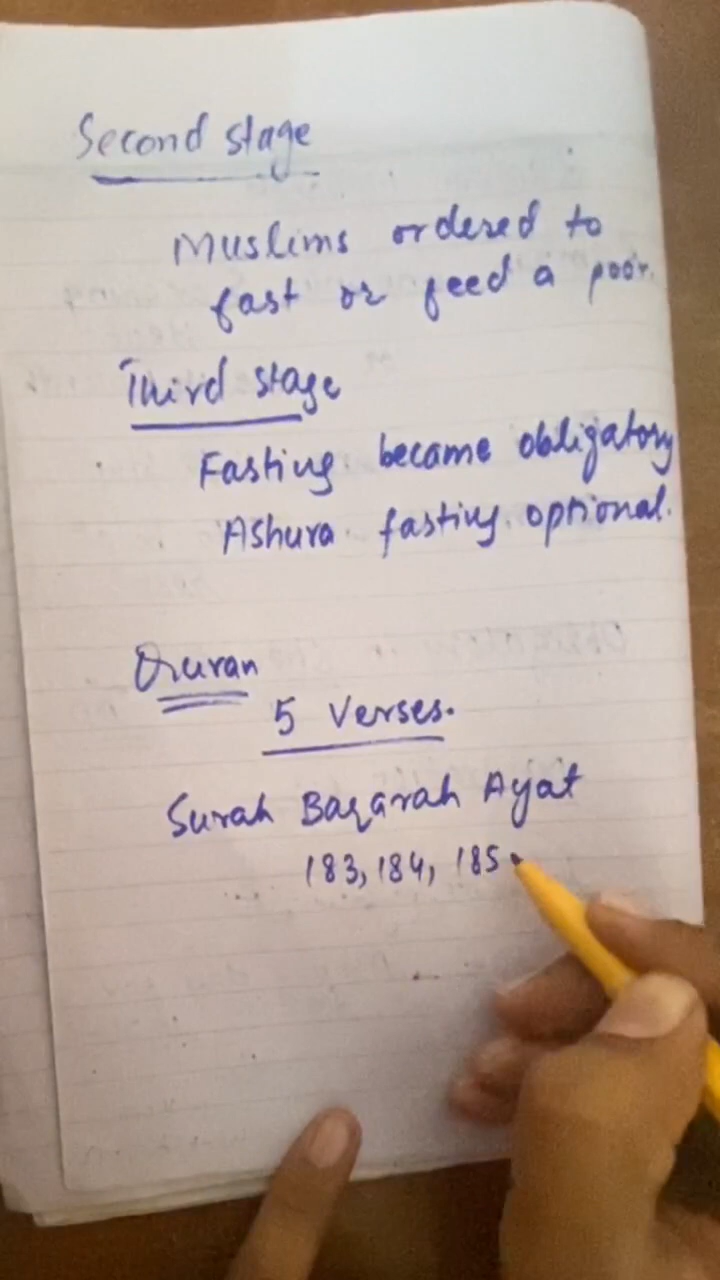 Second stage
Muslims ordered to
fast or feed a poor.
Third stage
Fasting became obligatory
Ashura fasting optional.
Quran
5 Verses.
Surah Baqarah Ayat
183, 184, 185